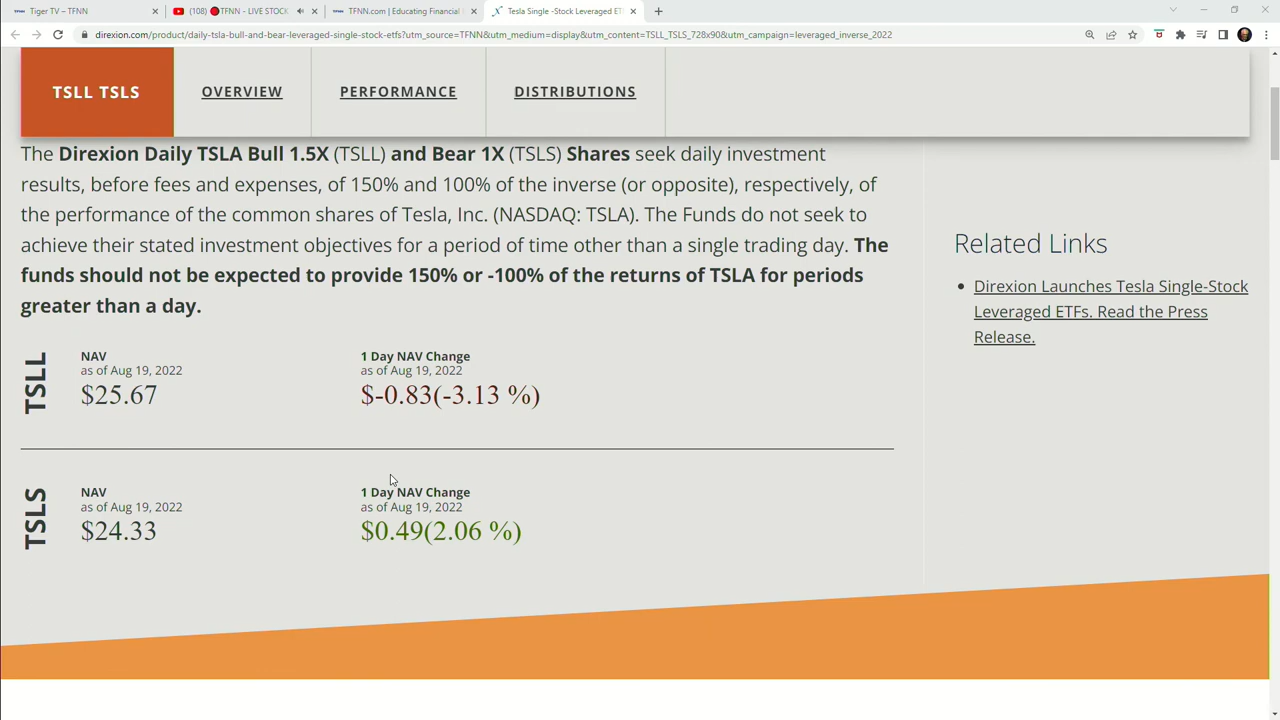 Tiger TV – TFNN
(108) 🔴TFNN - LIVE STOCK
TFNN.com | Educating Financial
Tesla Single -Stock Leveraged ET
direxion.com/product/daily-tsla-bull-and-bear-leveraged-single-stock-etfs?utm_source=TFNN&utm_medium=display&utm_content=TSLL_TSLS_728x90&utm_campaign=leveraged_inverse_2022
TSLL TSLS
OVERVIEW
PERFORMANCE
DISTRIBUTIONS
The Direxion Daily TSLA Bull 1.5X (TSLL) and Bear 1X (TSLS) Shares seek daily investment
results, before fees and expenses, of 150% and 100% of the inverse (or opposite), respectively, of
the performance of the common shares of Tesla, Inc. (NASDAQ: TSLA). The Funds do not seek to
achieve their stated investment objectives for a period of time other than a single trading day. The
funds should not be expected to provide 150% or -100% of the returns of TSLA for periods
greater than a day.
Related Links
Direxion Launches Tesla Single-Stock
Leveraged ETFs. Read the Press
Release.
TSLL
NAV
as of Aug 19, 2022
$25.67
1 Day NAV Change
as of Aug 19, 2022
$-0.83(-3.13 %)
TSLS
NAV
as of Aug 19, 2022
$24.33
1 Day NAV Change
as of Aug 19, 2022
$0.49(2.06 %)